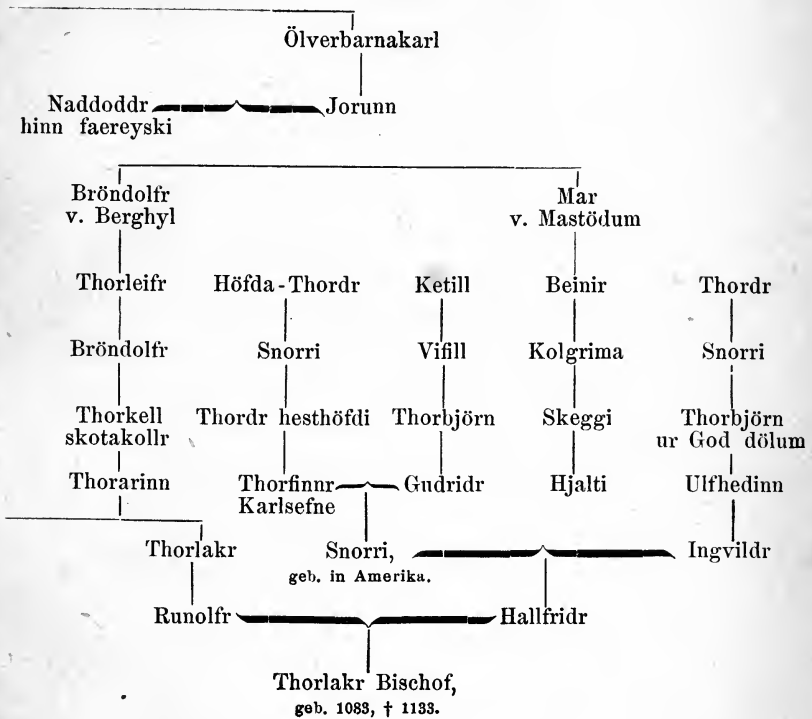 Ölverbarnakarl
Naddoddr Jorunn
hinn faereyski
Bröndolfr Mar
v. Berghyl v. Mastödum
Thorleifr Höfda-Thordr Ketill Beinir Thordr
Bröndolfr Snorri Vifill Kolgrima Snorri
Thorkell Thordr hesthöfdi Thorbjörn Skeggi Thorbjörn
skotakollr ur God dölum
Thorarinn Thorfinnr Gudridr Hjalti Ulfhedinn
Karlsefne
Thorlakr Snorri, Ingvildr
geb. in Amerika.
Runolfr Hallfridr
Thorlakr Bischof,
geb. 1083, † 1133.